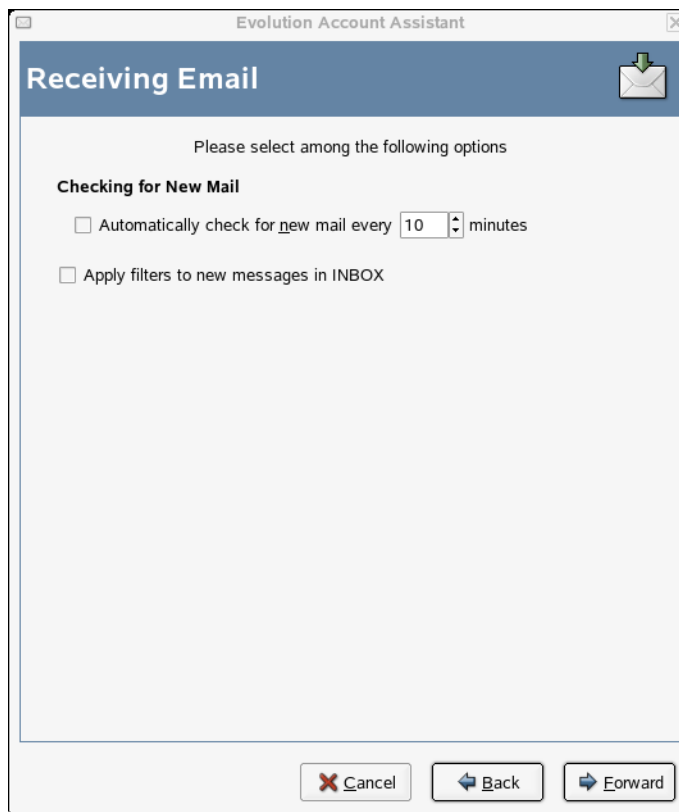 Evolution Account Assistant
Receiving Email
Please select among the following options
Checking for New Mail
Automatically check for new mail every 10 minutes
Apply filters to new messages in INBOX
Cancel Back Forward